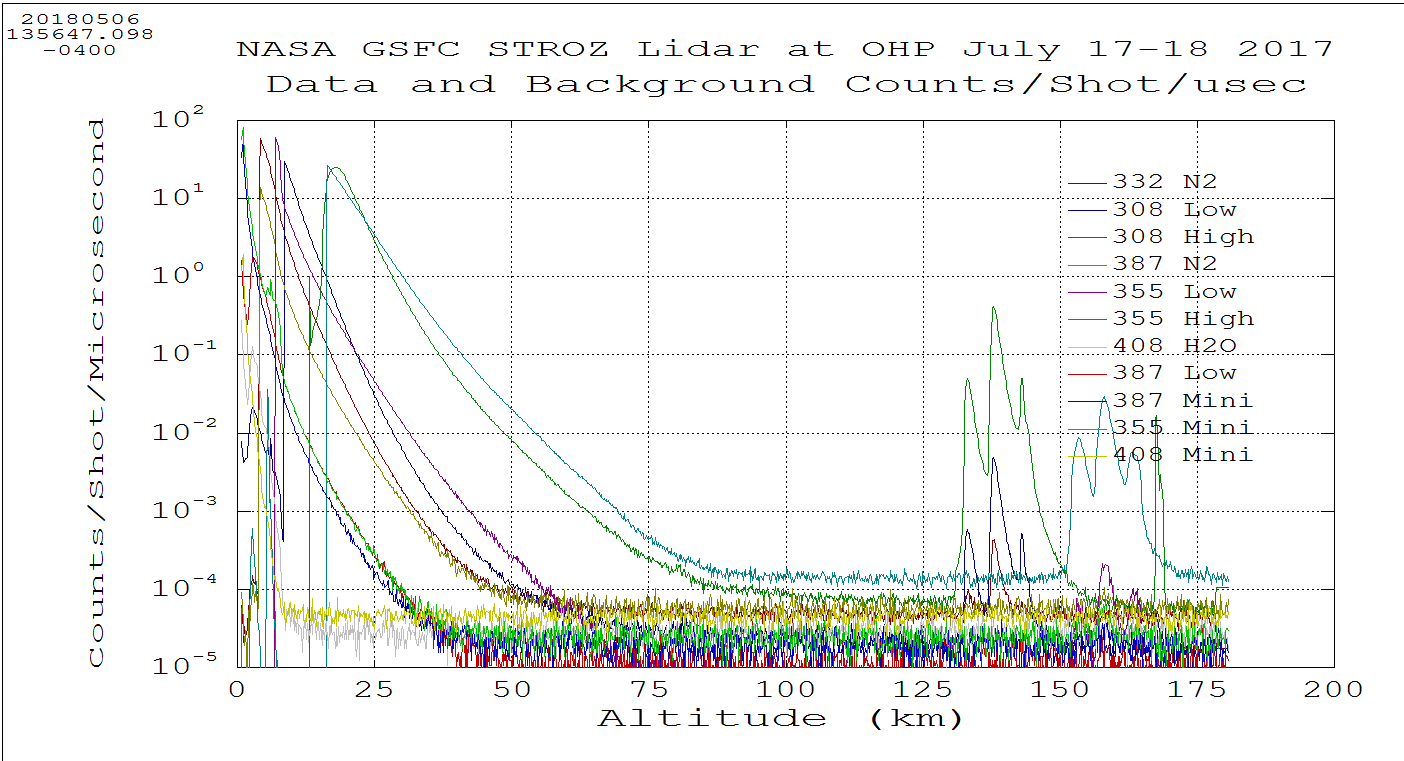 20180506
135647.098
-0400
NASA GSFC STROZ Lidar at OHP July 17-18 2017
Data and Background Counts/Shot/usec
Counts/Shot/Microsecond
10²
10¹
10⁰
10⁻¹
10⁻²
10⁻³
10⁻⁴
10⁻⁵
332 N2
308 Low
308 High
387 N2
355 Low
355 High
408 H2O
387 Low
387 Mini
355 Mini
408 Mini
0 25 50 75 100 125 150 175 200
Altitude (km)